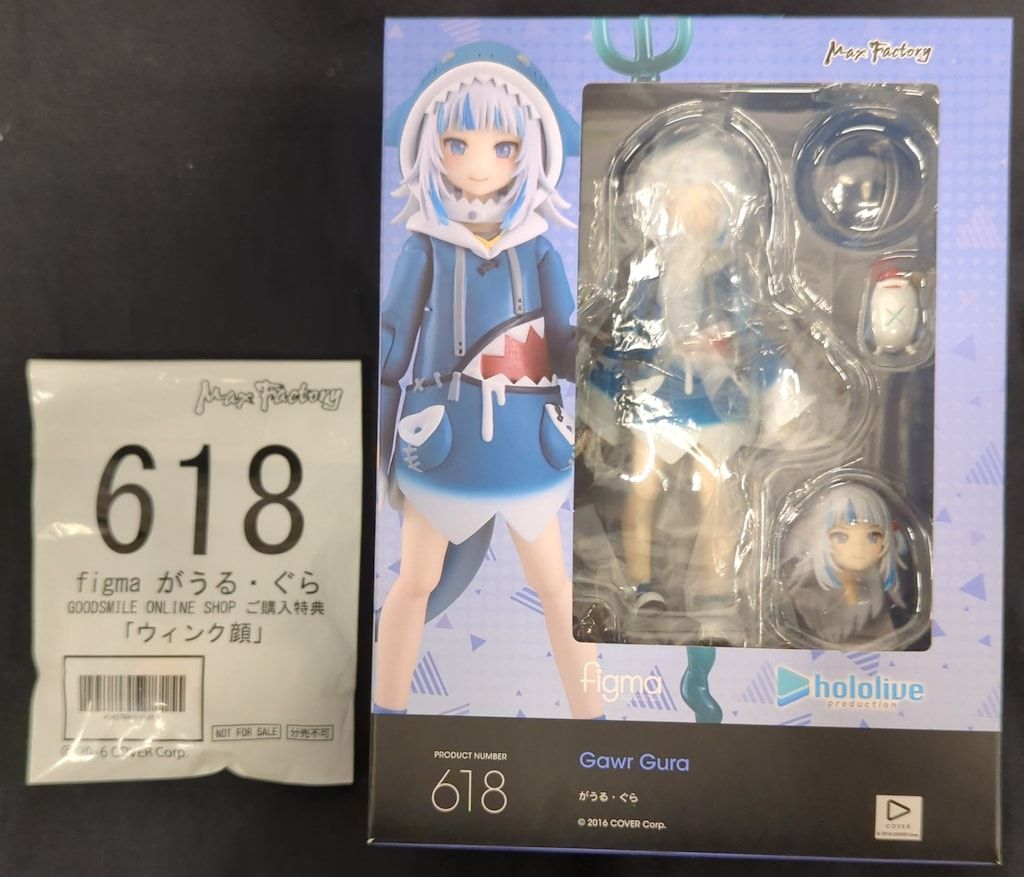 Max Factory
618
figma がうる・ぐら
GOODSMILE ONLINE SHOP ご購入特典
「ウィンク顔」
NOT FOR SALE
分売不可
COVER Corp.
Max Factory
figma
hololive
production
PRODUCT NUMBER
618
Gawr Gura
がうる・ぐら
© 2016 COVER Corp.
COVER